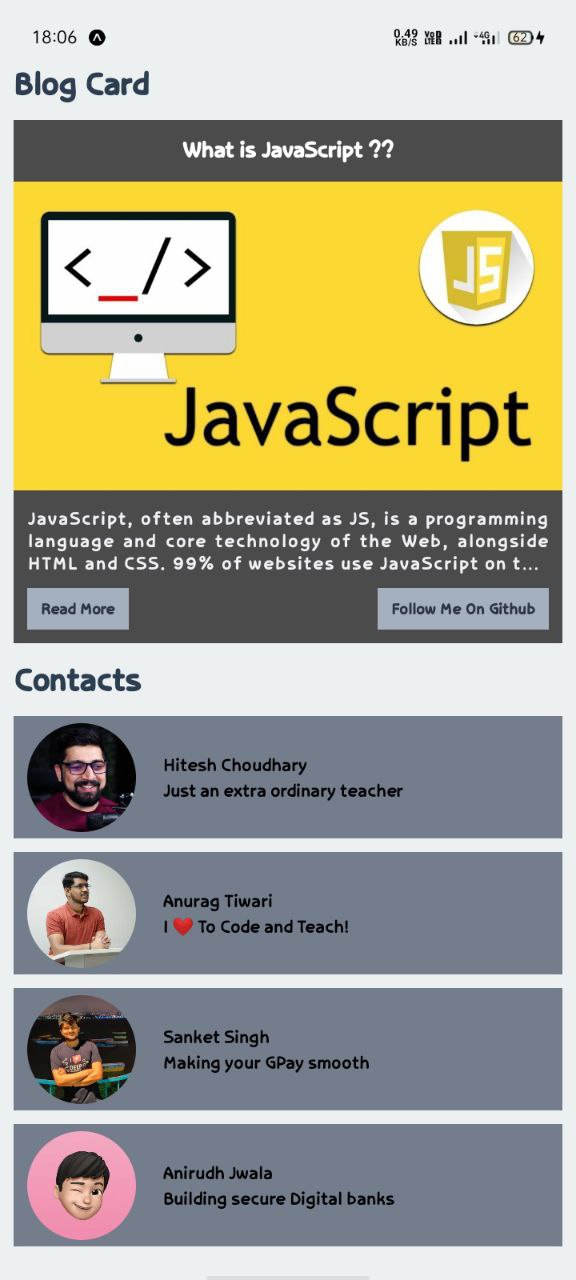 18:06
0.49 KB/S VoB LTE 4G 62
Blog Card
What is JavaScript ??
<_/>
JS
JavaScript
JavaScript, often abbreviated as JS, is a programming
language and core technology of the Web, alongside
HTML and CSS. 99% of websites use JavaScript on t...
Read More
Follow Me On Github
Contacts
Hitesh Choudhary
Just an extra ordinary teacher
Anurag Tiwari
I ❤️ To Code and Teach!
Sanket Singh
Making your GPay smooth
Anirudh Jwala
Building secure Digital banks